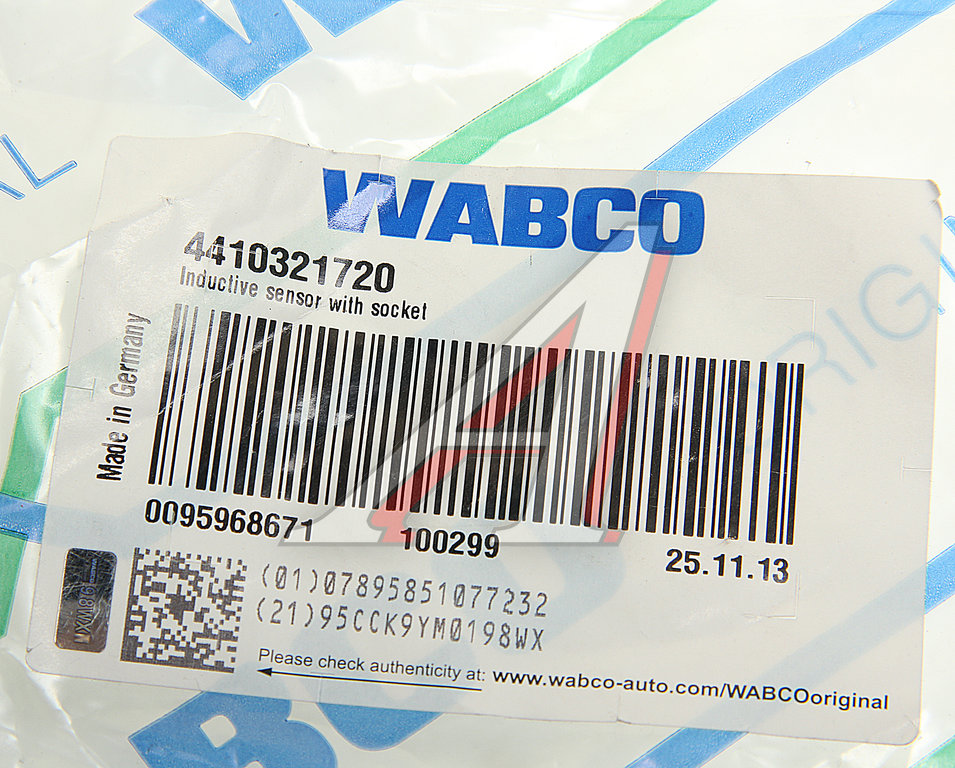 WABCO
4410321720
Inductive sensor with socket
Made in Germany
0095968671 100299 25.11.13
(01)07895851077232
(21)95CCK9YM0198WX
Please check authenticity at: www.wabco-auto.com/WABCOoriginal